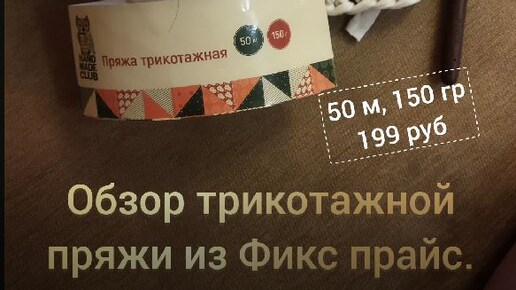 50 м
150 г
HAND
MADE
CLUB
Пряжа трикотажная
50 м, 150 гр
199 руб
Обзор трикотажной
пряжи из Фикс прайс.